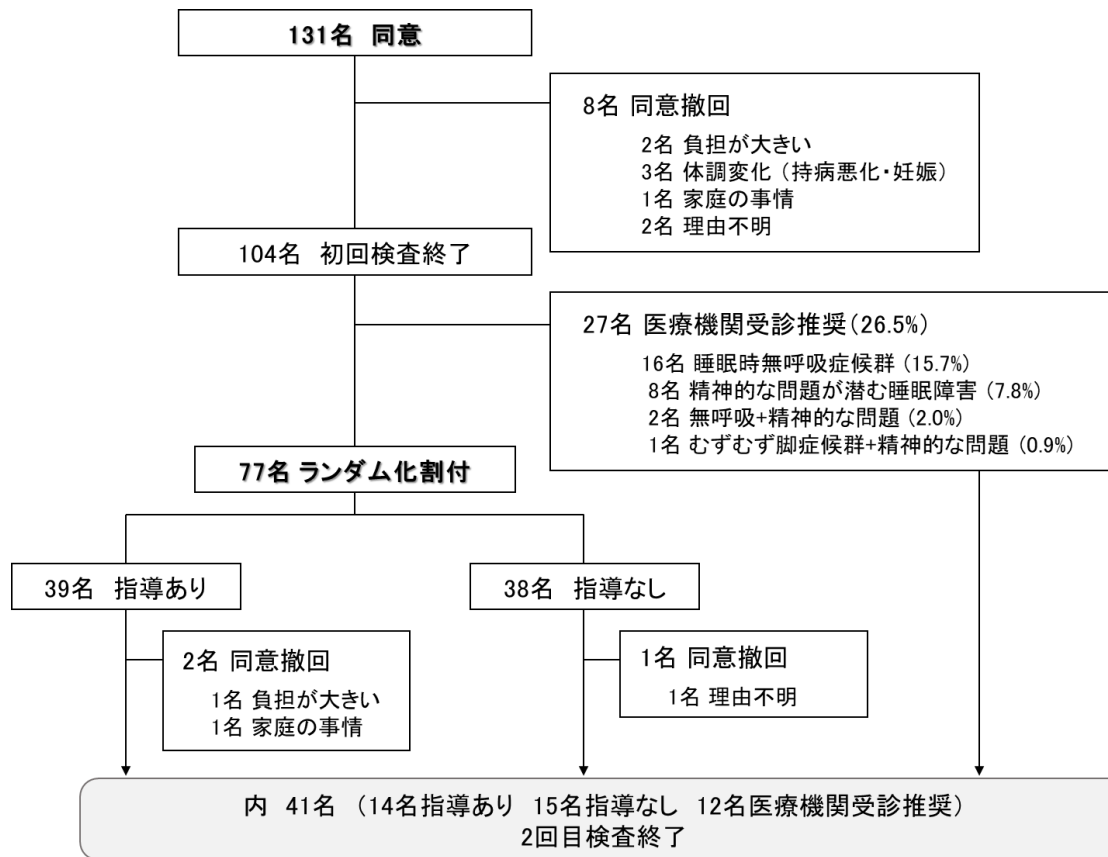 131名 同意
8名 同意撤回
2名 負担が大きい
3名 体調変化（持病悪化・妊娠）
1名 家庭の事情
2名 理由不明
104名 初回検査終了
27名 医療機関受診推奨(26.5%)
16名 睡眠時無呼吸症候群 (15.7%)
8名 精神的な問題が潜む睡眠障害 (7.8%)
2名 無呼吸+精神的な問題 (2.0%)
1名 むずむず脚症候群+精神的な問題 (0.9%)
77名 ランダム化割付
39名 指導あり
38名 指導なし
2名 同意撤回
1名 負担が大きい
1名 家庭の事情
1名 同意撤回
1名 理由不明
内 41名 （14名指導あり 15名指導なし 12名医療機関受診推奨）
2回目検査終了